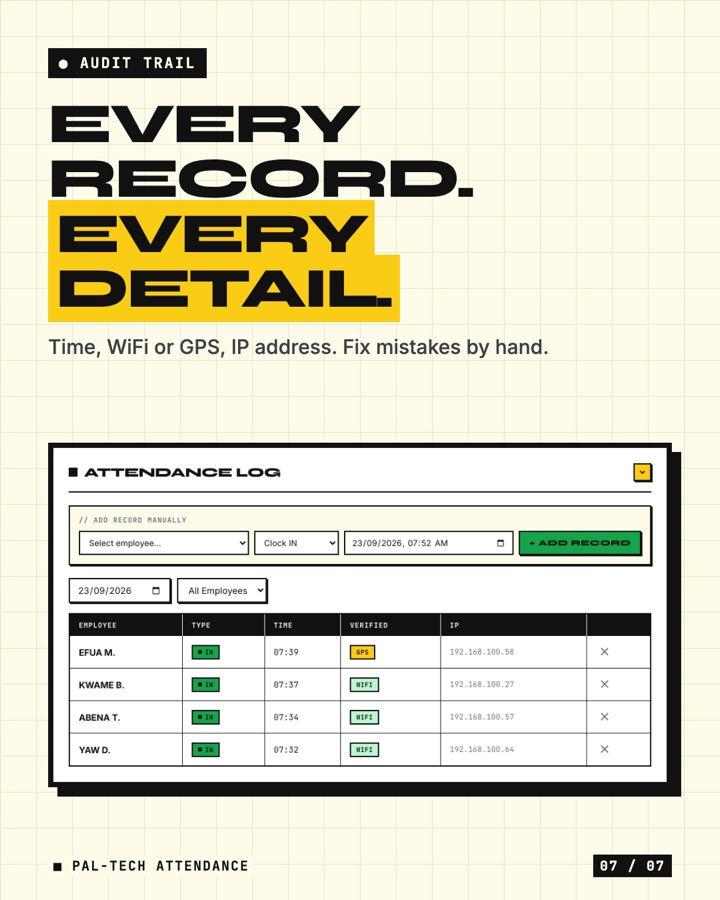 ● AUDIT TRAIL
EVERY
RECORD.
EVERY
DETAIL.
Time, WiFi or GPS, IP address. Fix mistakes by hand.
■ ATTENDANCE LOG
// ADD RECORD MANUALLY
Select employee... Clock IN 23/09/2026, 07:52 AM + ADD RECORD
23/09/2026 All Employees
EMPLOYEE TYPE TIME VERIFIED IP
EFUA M. ■ IN 07:39 GPS 192.168.100.58 ✕
KWAME B. ■ IN 07:37 WIFI 192.168.100.27 ✕
ABENA T. ■ IN 07:34 WIFI 192.168.100.57 ✕
YAW D. ■ IN 07:32 WIFI 192.168.100.64 ✕
■ PAL-TECH ATTENDANCE 07 / 07